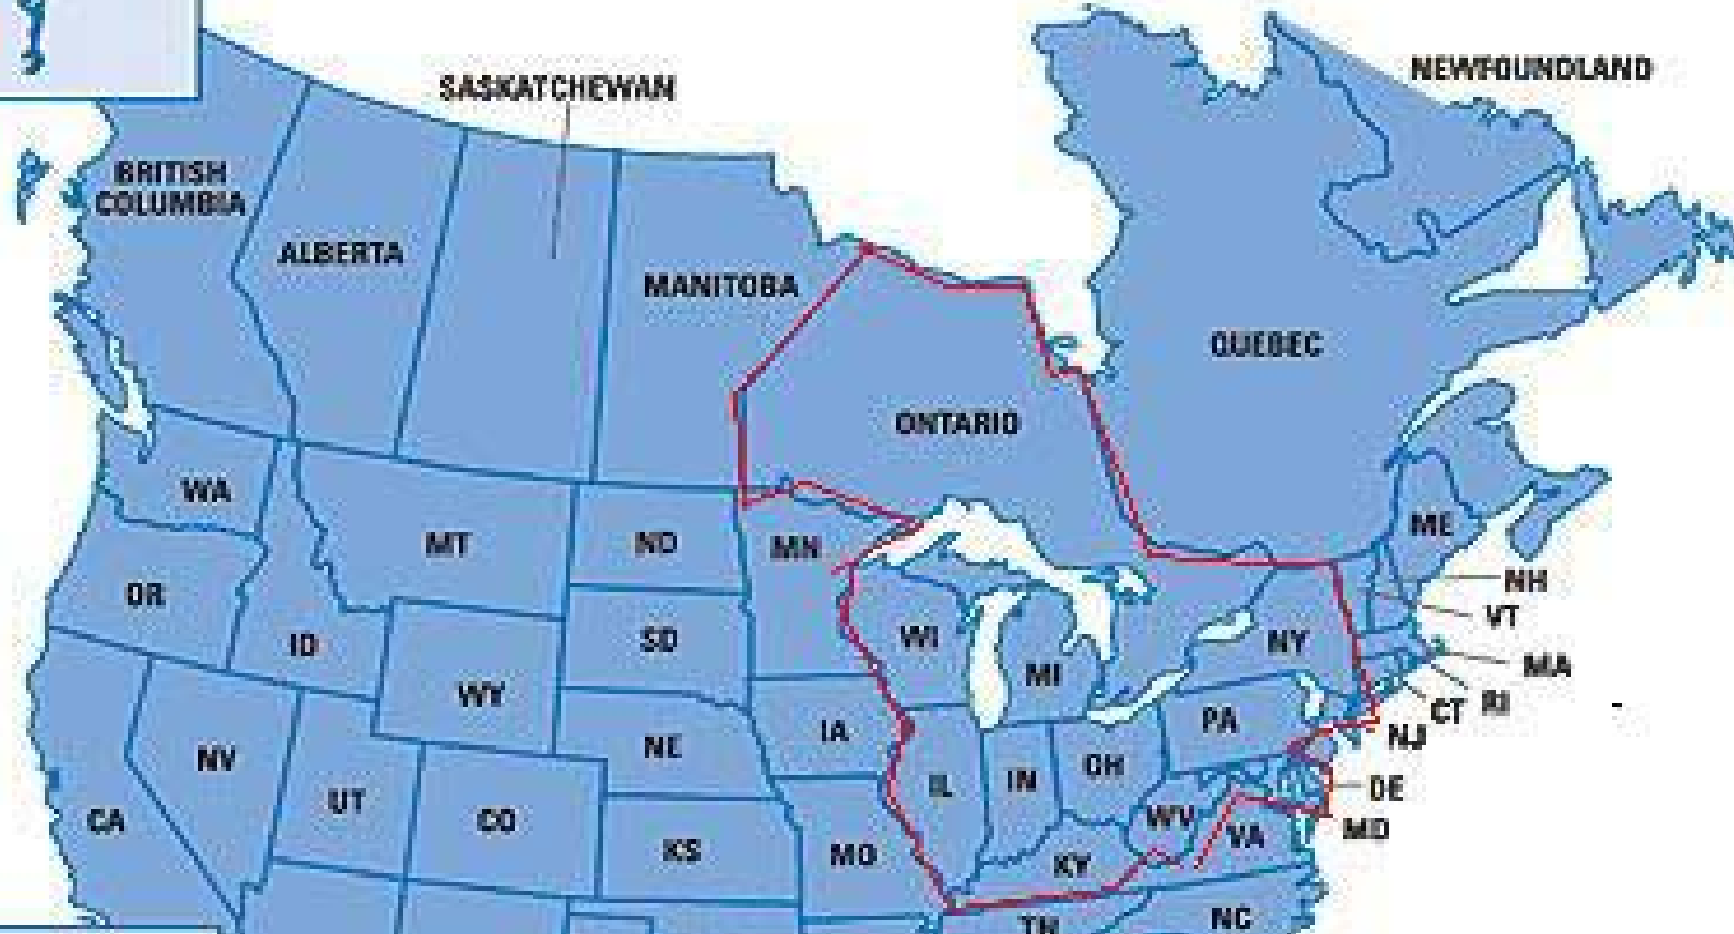 SASKATCHEWAN
NEWFOUNDLAND
BRITISH
COLUMBIA
ALBERTA
MANITOBA
QUEBEC
ONTARIO
WA
MT
ND
MN
ME
OR
NH
VT
ID
SD
WI
NY
MI
MA
WY
RI
CT
PA
NJ
NV
NE
IA
IL
IN
OH
DE
UT
CO
CA
WV
MD
VA
KS
MO
KY
TN
NC